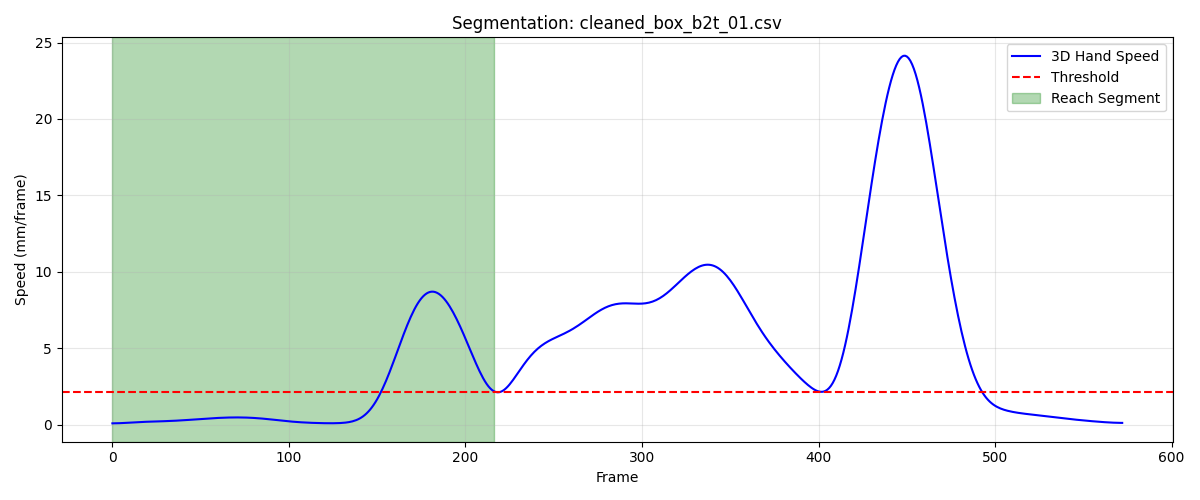 Segmentation: cleaned_box_b2t_01.csv
25
20
15
10
5
0
Speed (mm/frame)
3D Hand Speed
Threshold
Reach Segment
0 100 200 300 400 500 600
Frame